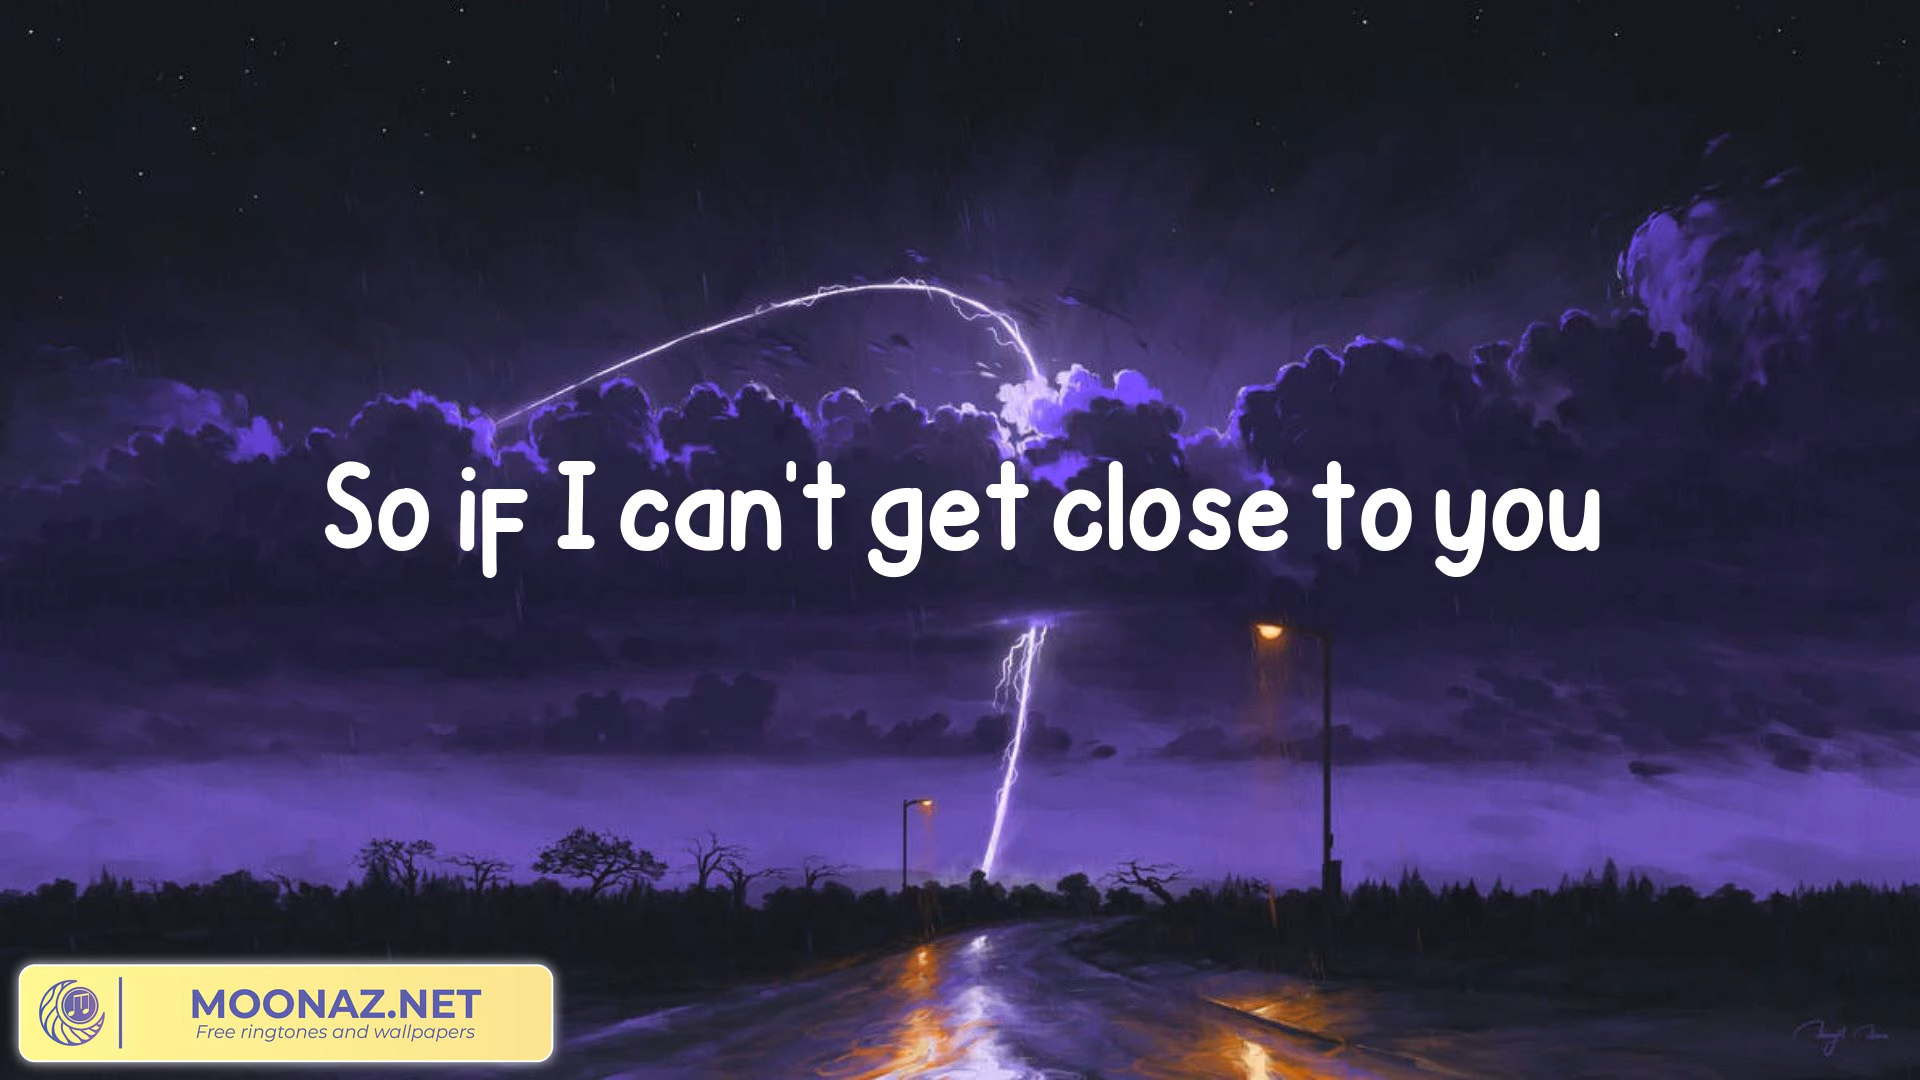 So if I can't get close to you
MOONAZ.NET
Free ringtones and wallpapers